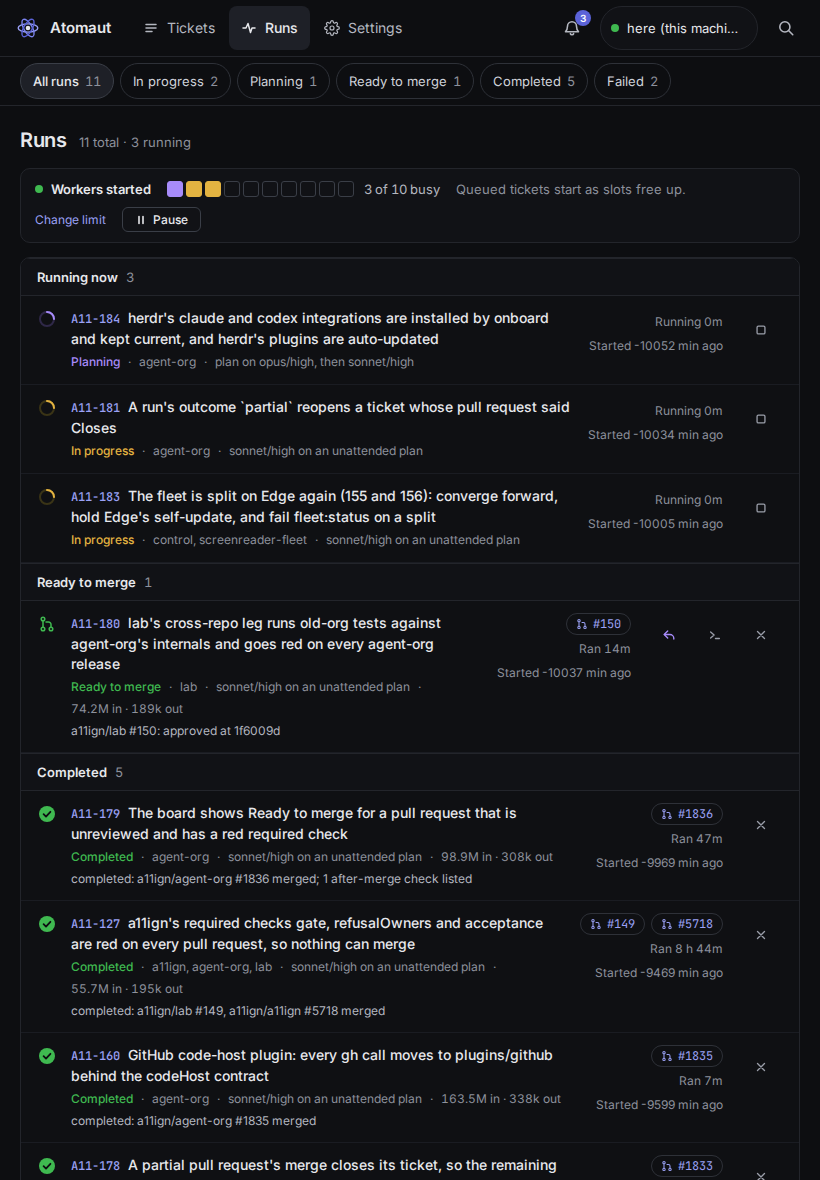 Atomaut Tickets Runs Settings 3 here (this machi...
All runs 11 In progress 2 Planning 1 Ready to merge 1 Completed 5 Failed 2
Runs 11 total · 3 running
Workers started 3 of 10 busy Queued tickets start as slots free up.
Change limit Pause
Running now 3
A11-184 herdr's claude and codex integrations are installed by onboard
and kept current, and herdr's plugins are auto-updated
Planning · agent-org · plan on opus/high, then sonnet/high
Running 0m
Started -10052 min ago
A11-181 A run's outcome `partial` reopens a ticket whose pull request said
Closes
In progress · agent-org · sonnet/high on an unattended plan
Running 0m
Started -10034 min ago
A11-183 The fleet is split on Edge again (155 and 156): converge forward,
hold Edge's self-update, and fail fleet:status on a split
In progress · control, screenreader-fleet · sonnet/high on an unattended plan
Running 0m
Started -10005 min ago
Ready to merge 1
A11-180 lab's cross-repo leg runs old-org tests against
agent-org's internals and goes red on every agent-org
release
Ready to merge · lab · sonnet/high on an unattended plan ·
74.2M in · 189k out
a11ign/lab #150: approved at 1f6009d
#150
Ran 14m
Started -10037 min ago
Completed 5
A11-179 The board shows Ready to merge for a pull request that is
unreviewed and has a red required check
Completed · agent-org · sonnet/high on an unattended plan · 98.9M in · 308k out
completed: a11ign/agent-org #1836 merged; 1 after-merge check listed
#1836
Ran 47m
Started -9969 min ago
A11-127 a11ign's required checks gate, refusalOwners and acceptance
are red on every pull request, so nothing can merge
Completed · a11ign, agent-org, lab · sonnet/high on an unattended plan ·
55.7M in · 195k out
completed: a11ign/lab #149, a11ign/a11ign #5718 merged
#149 #5718
Ran 8 h 44m
Started -9469 min ago
A11-160 GitHub code-host plugin: every gh call moves to plugins/github
behind the codeHost contract
Completed · agent-org · sonnet/high on an unattended plan · 163.5M in · 338k out
completed: a11ign/agent-org #1835 merged
#1835
Ran 7m
Started -9599 min ago
A11-178 A partial pull request's merge closes its ticket, so the remaining
#1833